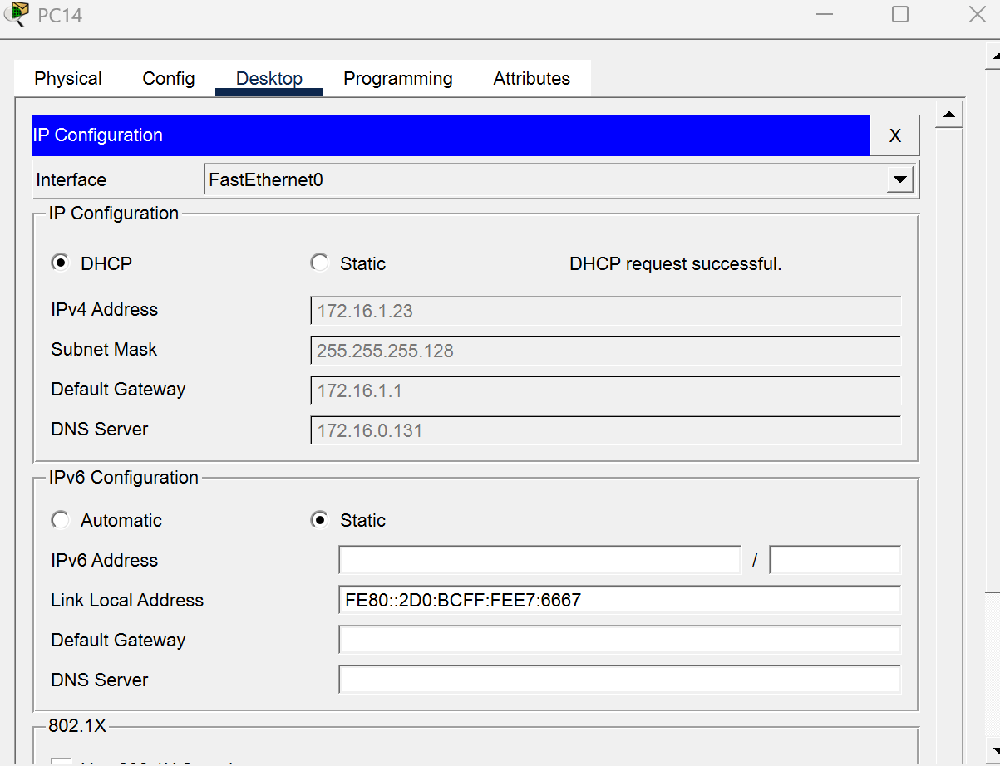 PC14
Physical Config Desktop Programming Attributes
IP Configuration X
Interface FastEthernet0
IP Configuration
DHCP Static DHCP request successful.
IPv4 Address 172.16.1.23
Subnet Mask 255.255.255.128
Default Gateway 172.16.1.1
DNS Server 172.16.0.131
IPv6 Configuration
Automatic Static
IPv6 Address /
Link Local Address FE80::2D0:BCFF:FEE7:6667
Default Gateway
DNS Server
802.1X